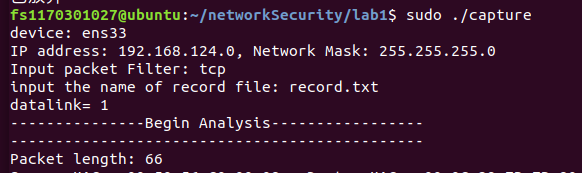 fs1170301027@ubuntu:~/networkSecurity/lab1$ sudo ./capture
device: ens33
IP address: 192.168.124.0, Network Mask: 255.255.255.0
Input packet Filter: tcp
input the name of record file: record.txt
datalink= 1
---------------Begin Analysis-----------------
----------------------------------------------
Packet length: 66